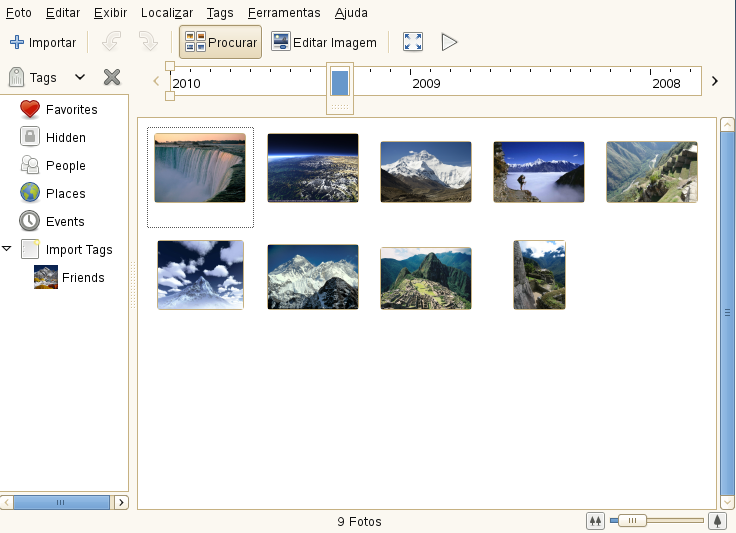 Foto Editar Exibir Localizar Tags Ferramentas Ajuda
Importar Procurar Editar Imagem
Tags
2010 2009 2008
Favorites
Hidden
People
Places
Events
Import Tags
Friends
9 Fotos